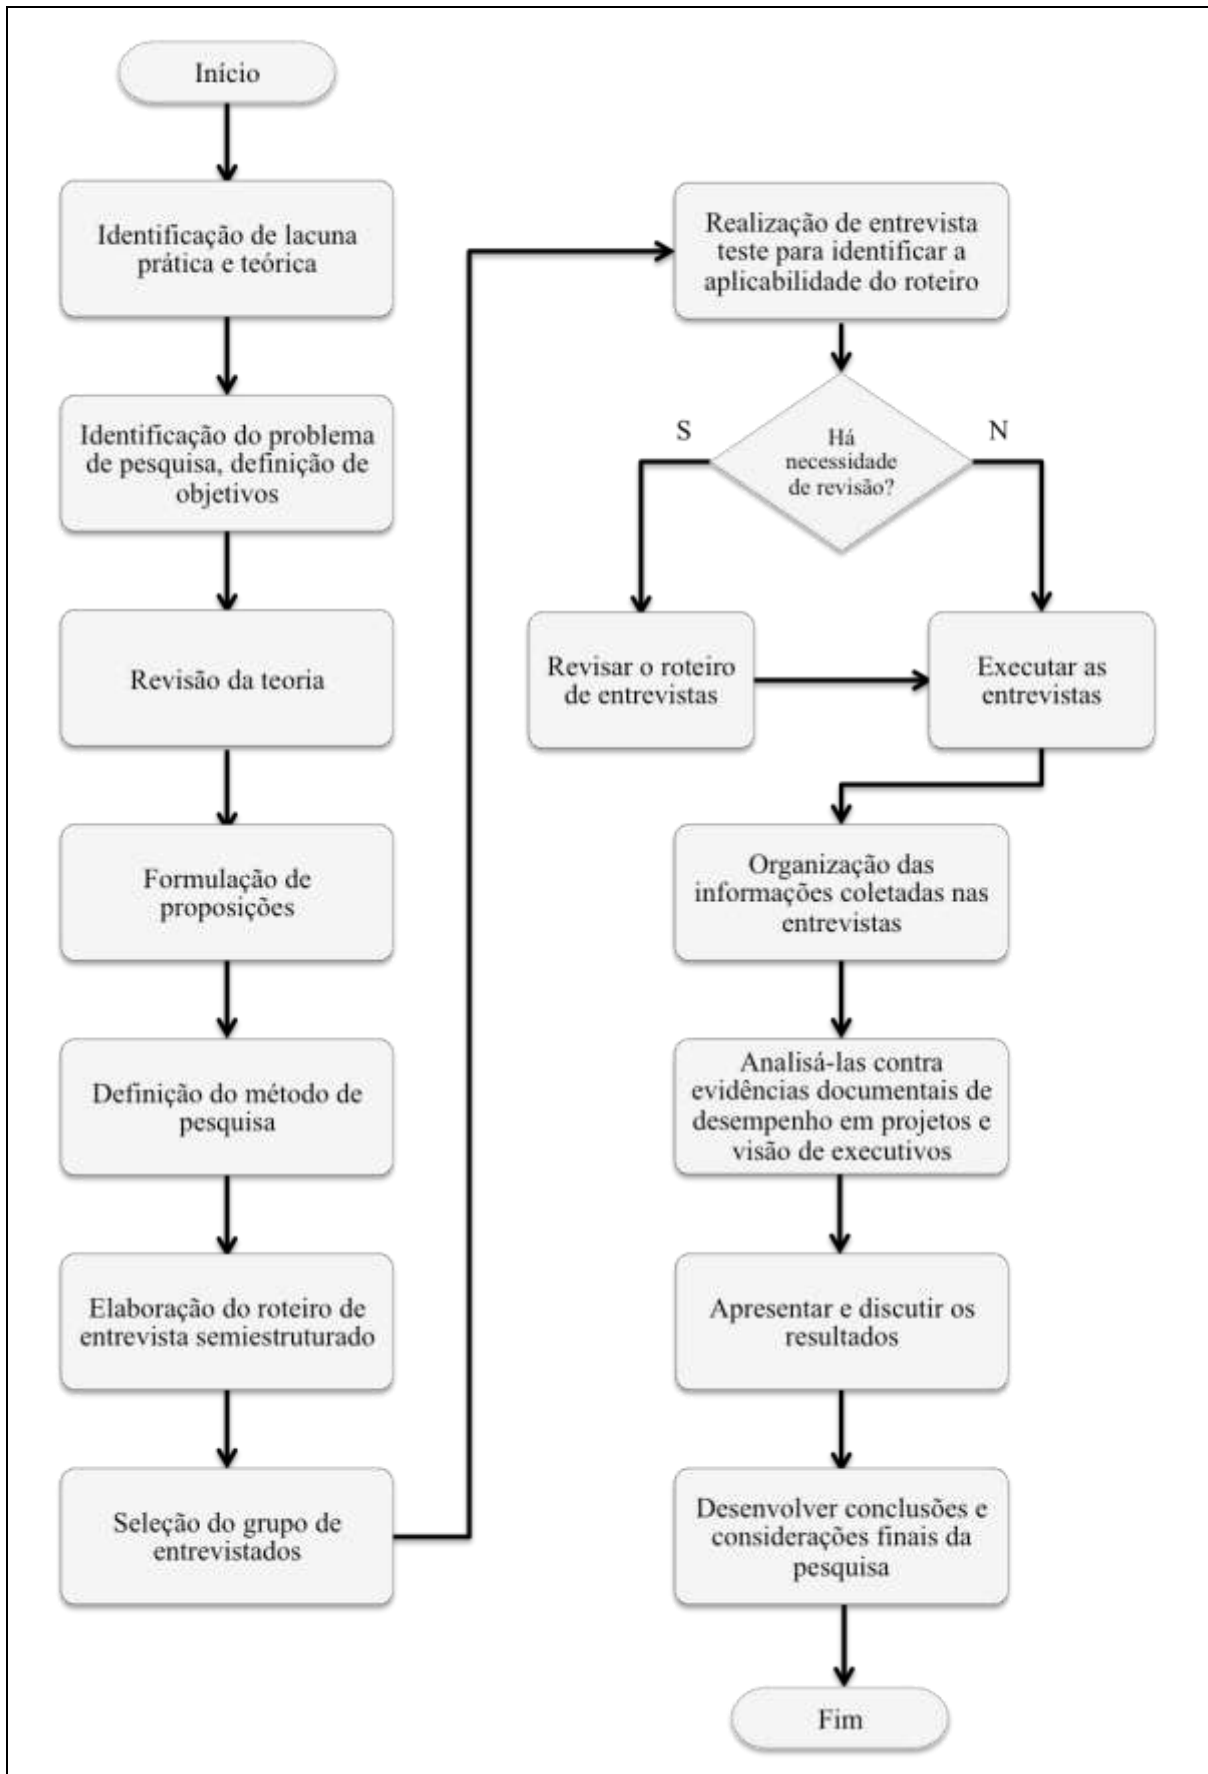 Início
Identificação de lacuna
prática e teórica
Identificação do problema
de pesquisa, definição de
objetivos
Revisão da teoria
Formulação de
proposições
Definição do método de
pesquisa
Elaboração do roteiro de
entrevista semiestruturado
Seleção do grupo de
entrevistados
Realização de entrevista
teste para identificar a
aplicabilidade do roteiro
Há
necessidade
de revisão?
S
N
Revisar o roteiro
de entrevistas
Executar as
entrevistas
Organização das
informações coletadas nas
entrevistas
Analisá-las contra
evidências documentais de
desempenho em projetos e
visão de executivos
Apresentar e discutir os
resultados
Desenvolver conclusões e
considerações finais da
pesquisa
Fim